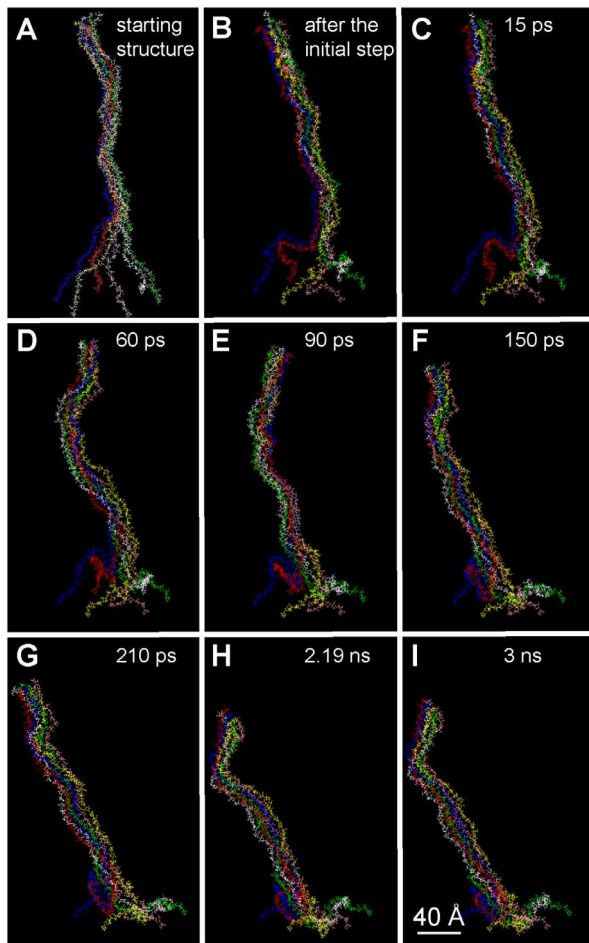 A starting
structure
B after the
initial step
C 15 ps
D 60 ps
E 90 ps
F 150 ps
G 210 ps
H 2.19 ns
I 3 ns
40 Å